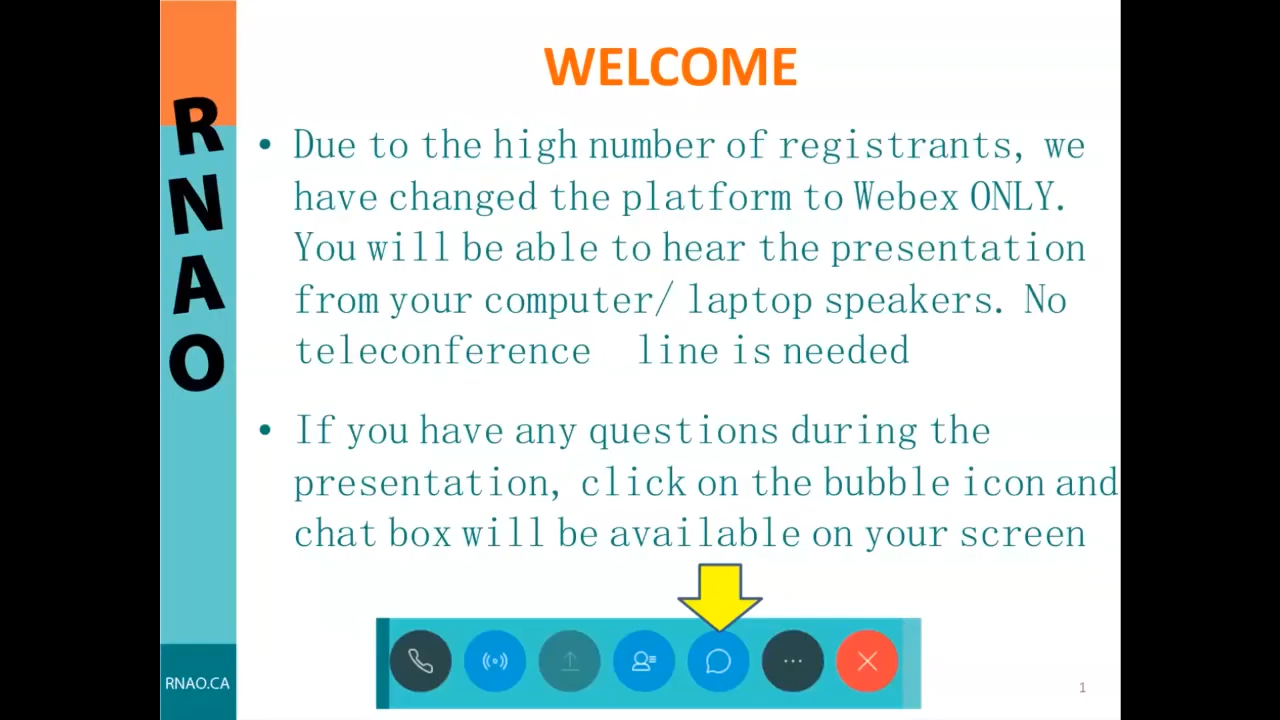 WELCOME
RNAO
• Due to the high number of registrants, we
have changed the platform to Webex ONLY.
You will be able to hear the presentation
from your computer/ laptop speakers. No
teleconference line is needed
• If you have any questions during the
presentation, click on the bubble icon and
chat box will be available on your screen
RNAO.CA
1